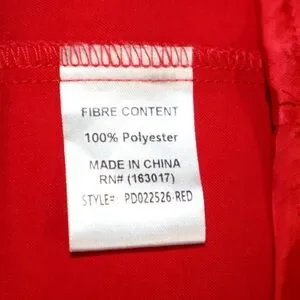 FIBRE CONTENT
100% Polyester
MADE IN CHINA
RN# (163017)
STYLE#: PD022526-RED